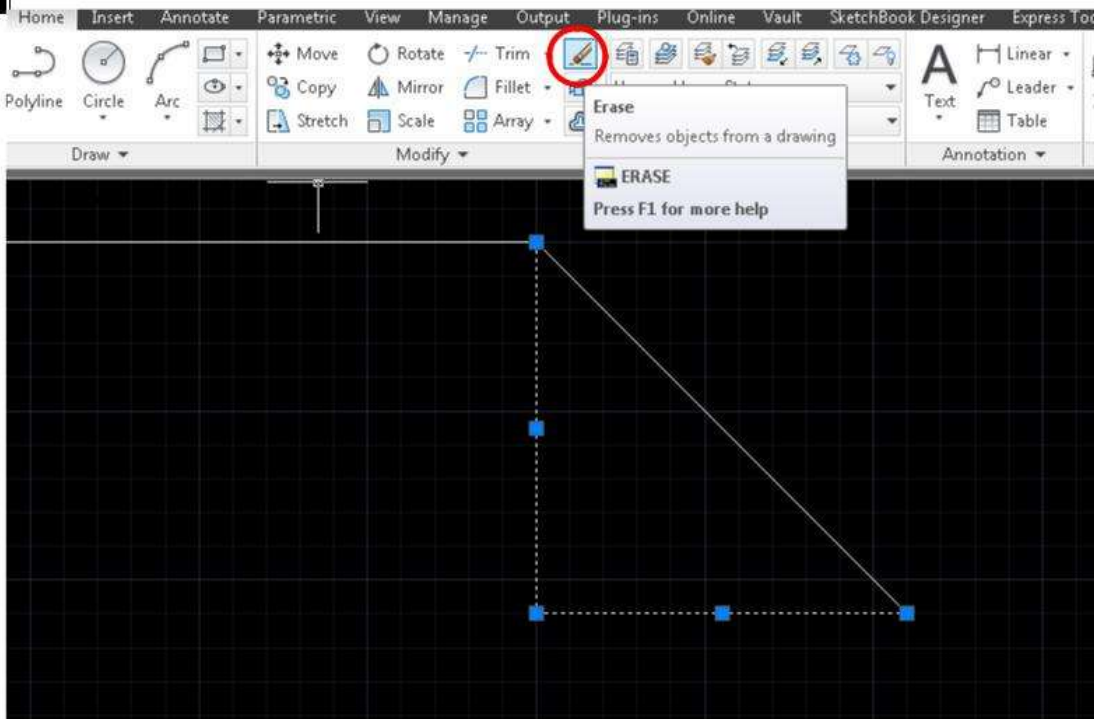 Home Insert Annotate Parametric View Manage Output Plug-ins Online Vault SketchBook Designer Express
Move Rotate Trim Linear
Polyline Circle Arc Copy Mirror Fillet Text Leader
Stretch Scale Array Table
Draw Modify Annotation
Erase
Removes objects from a drawing
ERASE
Press F1 for more help